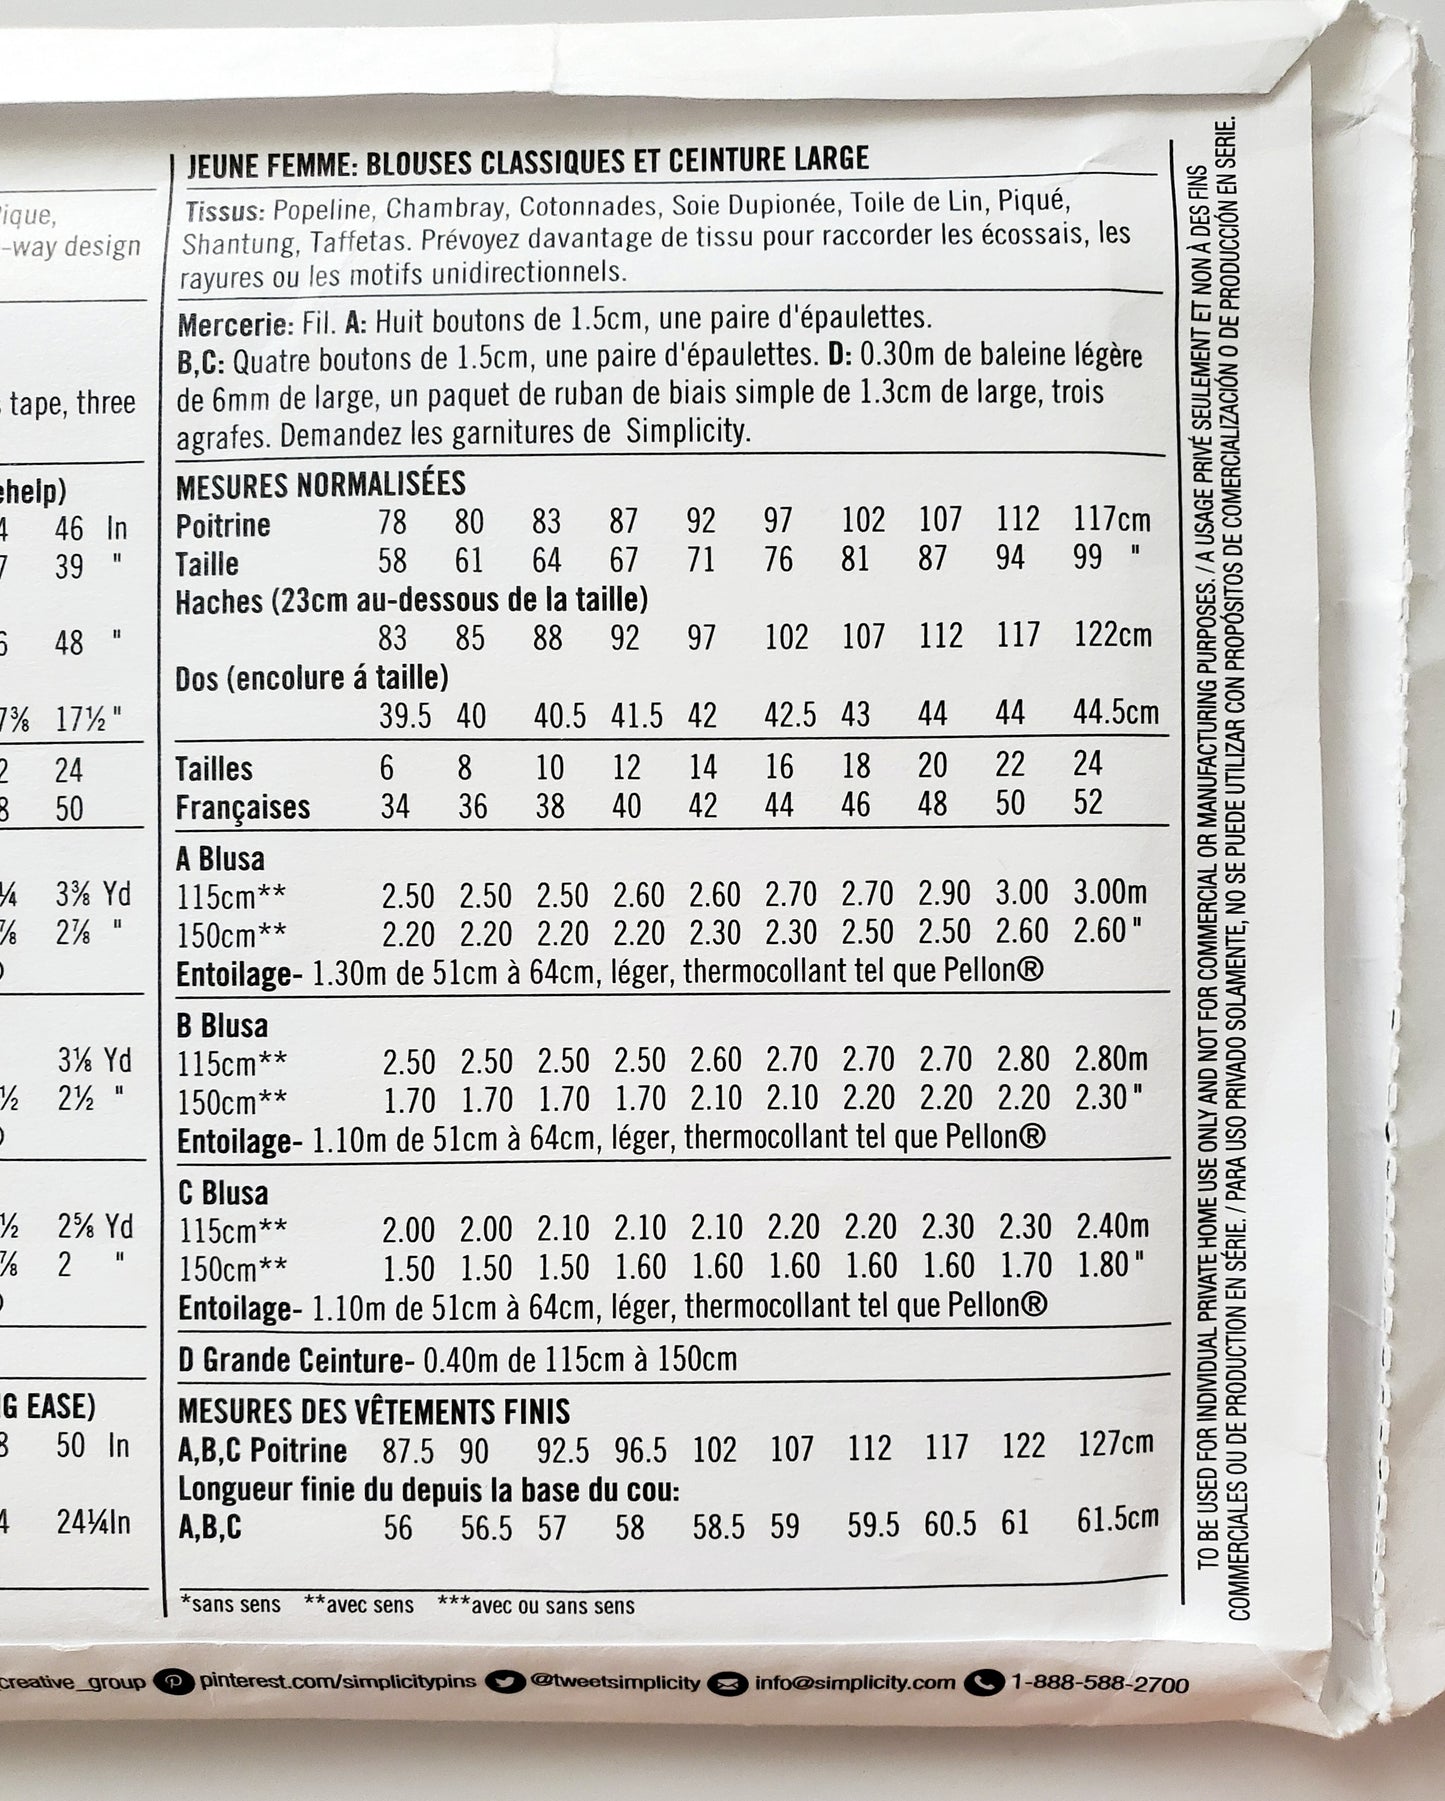 ique,
-way design
tape, three
ehelp)
46 In
39 "
48 "
7⅜ 17½"
24
50
3⅜ Yd
2⅞ "
3⅛ Yd
½ 2½ "
½ 2⅝ Yd
⅞ 2 "
G EASE)
50 In
24¼In
JEUNE FEMME: BLOUSES CLASSIQUES ET CEINTURE LARGE
Tissus: Popeline, Chambray, Cotonnades, Soie Dupionée, Toile de Lin, Piqué,
Shantung, Taffetas. Prévoyez davantage de tissu pour raccorder les écossais, les
rayures ou les motifs unidirectionnels.
Mercerie: Fil. A: Huit boutons de 1.5cm, une paire d'épaulettes.
B,C: Quatre boutons de 1.5cm, une paire d'épaulettes. D: 0.30m de baleine légère
de 6mm de large, un paquet de ruban de biais simple de 1.3cm de large, trois
agrafes. Demandez les garnitures de Simplicity.
MESURES NORMALISÉES
Poitrine 78 80 83 87 92 97 102 107 112 117cm
Taille 58 61 64 67 71 76 81 87 94 99 "
Haches (23cm au-dessous de la taille)
83 85 88 92 97 102 107 112 117 122cm
Dos (encolure á taille)
39.5 40 40.5 41.5 42 42.5 43 44 44 44.5cm
Tailles 6 8 10 12 14 16 18 20 22 24
Françaises 34 36 38 40 42 44 46 48 50 52
A Blusa
115cm** 2.50 2.50 2.50 2.60 2.60 2.70 2.70 2.90 3.00 3.00m
150cm** 2.20 2.20 2.20 2.20 2.30 2.30 2.50 2.50 2.60 2.60"
Entoilage- 1.30m de 51cm à 64cm, léger, thermocollant tel que Pellon®
B Blusa
115cm** 2.50 2.50 2.50 2.50 2.60 2.70 2.70 2.70 2.80 2.80m
150cm** 1.70 1.70 1.70 1.70 2.10 2.10 2.20 2.20 2.20 2.30"
Entoilage- 1.10m de 51cm à 64cm, léger, thermocollant tel que Pellon®
C Blusa
115cm** 2.00 2.00 2.10 2.10 2.10 2.20 2.20 2.30 2.30 2.40m
150cm** 1.50 1.50 1.50 1.60 1.60 1.60 1.60 1.60 1.70 1.80"
Entoilage- 1.10m de 51cm à 64cm, léger, thermocollant tel que Pellon®
D Grande Ceinture- 0.40m de 115cm à 150cm
MESURES DES VÊTEMENTS FINIS
A,B,C Poitrine 87.5 90 92.5 96.5 102 107 112 117 122 127cm
Longueur finie du depuis la base du cou:
A,B,C 56 56.5 57 58 58.5 59 59.5 60.5 61 61.5cm
*sans sens **avec sens ***avec ou sans sens
TO BE USED FOR INDIVIDUAL PRIVATE HOME USE ONLY AND NOT FOR COMMERCIAL OR MANUFACTURING PURPOSES. / A USAGE PRIVÉ SEULEMENT ET NON À DES FINS
COMMERCIALES OU DE PRODUCTION EN SÉRIE. / PARA USO PRIVADO SOLAMENTE, NO SE PUEDE UTILIZAR CON PROPÓSITOS DE COMERCIALIZACIÓN O DE PRODUCCIÓN EN SERIE.
creative_group pinterest.com/simplicitypins @tweetsimplicity info@simplicity.com 1-888-588-2700